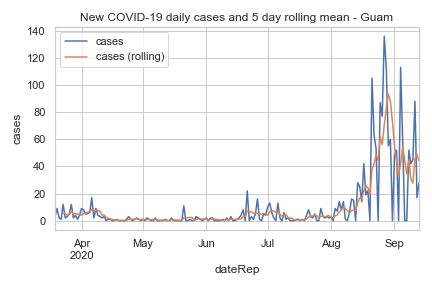 New COVID-19 daily cases and 5 day rolling mean - Guam
140
120
100
80
60
40
20
0
cases
cases (rolling)
cases
Apr
2020
May
Jun
Jul
Aug
Sep
dateRep